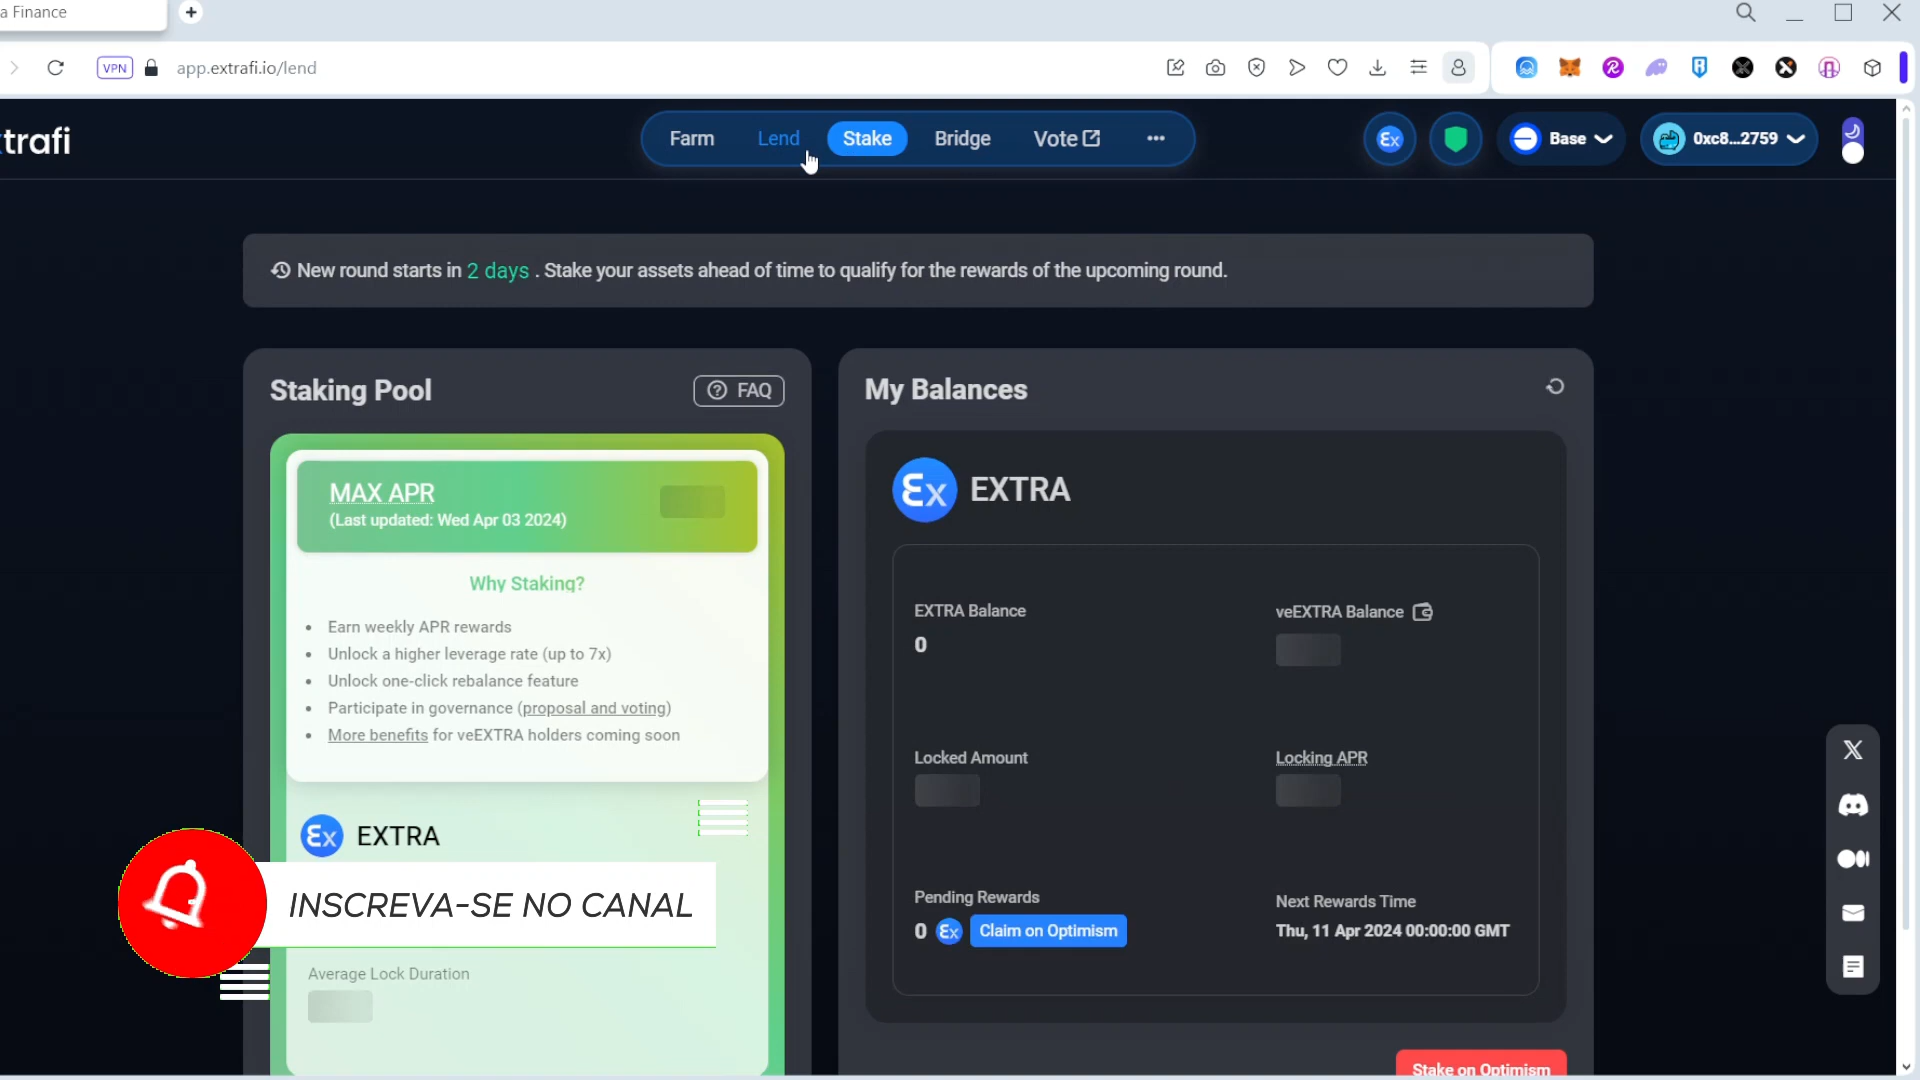 a Finance
VPN
app.extrafi.io/lend
trafi
Farm
Lend
Stake
Bridge
Vote
Base
0xc8...2759
New round starts in 2 days . Stake your assets ahead of time to qualify for the rewards of the upcoming round.
Staking Pool
FAQ
My Balances
MAX APR
(Last updated: Wed Apr 03 2024)
EXTRA
Why Staking?
Earn weekly APR rewards
Unlock a higher leverage rate (up to 7x)
Unlock one-click rebalance feature
Participate in governance (proposal and voting)
More benefits for veEXTRA holders coming soon
EXTRA Balance
0
veEXTRA Balance
Locked Amount
Locking APR
EXTRA
INSCREVA-SE NO CANAL
Pending Rewards
0
Claim on Optimism
Next Rewards Time
Thu, 11 Apr 2024 00:00:00 GMT
Average Lock Duration
Stake on Optimism